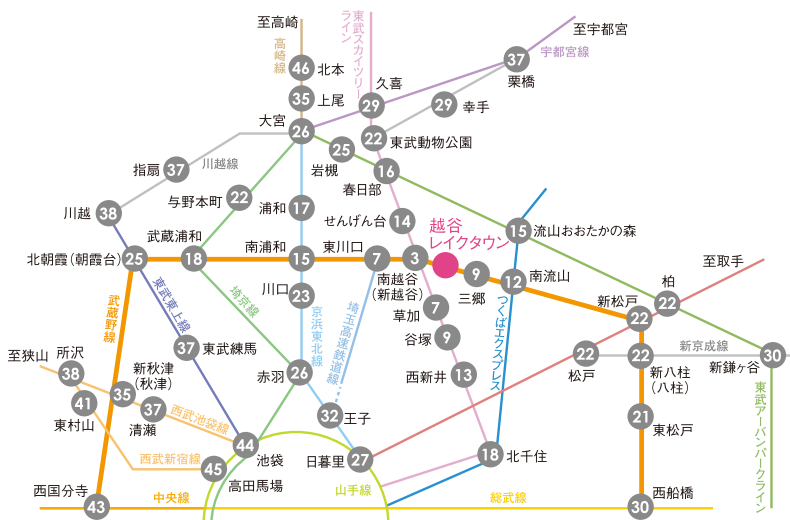 至高崎
高崎線
46 北本
35 上尾
大宮
26
東武スカイツリーライン
久喜
29
22 東武動物公園
29 幸手
37
栗橋
至宇都宮
宇都宮線
25
岩槻
16
春日部
指扇 37
川越線
川越 38
与野本町 22
浦和 17
せんげん台 14
越谷
レイクタウン
15 流山おおたかの森
武蔵浦和
18
南浦和
15
東川口
7
3
南越谷
(新越谷)
9
三郷
12 南流山
北朝霞(朝霞台) 25
柏
22
至取手
新松戸
22
川口
23
埼京線
京浜東北線
埼玉高速鉄道線
7
草加
9
谷塚
13
西新井
つくばエクスプレス
武蔵野線
東武東上線
37 東武練馬
22
松戸
22
新八柱
(八柱)
新京成線
30
新鎌ヶ谷
至狭山
所沢
38
新秋津
(秋津)
35
37
清瀬
41
東村山
西武池袋線
西武新宿線
赤羽 26
32 王子
44
池袋
45
高田馬場
日暮里 27
18 北千住
21
東松戸
東武アーバンパークライン
西国分寺
43
中央線
山手線
総武線
西船橋
30